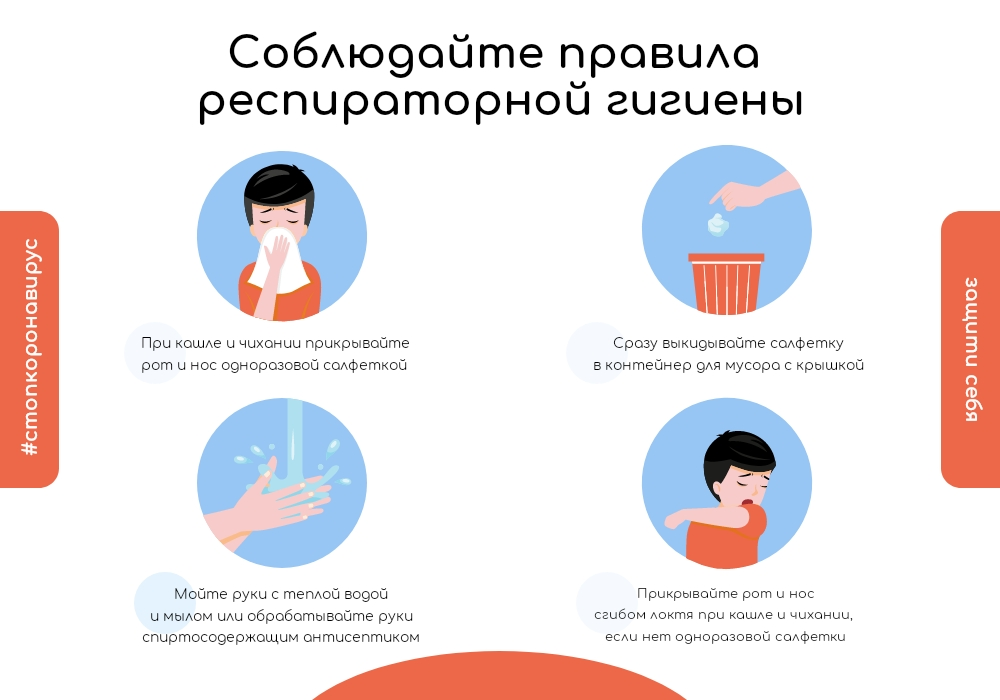 Соблюдайте правила
респираторной гигиены
#стопкоронавирус
При кашле и чихании прикрывайте
рот и нос одноразовой салфеткой
Сразу выкидывайте салфетку
в контейнер для мусора с крышкой
защити себя
Мойте руки с теплой водой
и мылом или обрабатывайте руки
спиртосодержащим антисептиком
Прикрывайте рот и нос
сгибом локтя при кашле и чихании,
если нет одноразовой салфетки